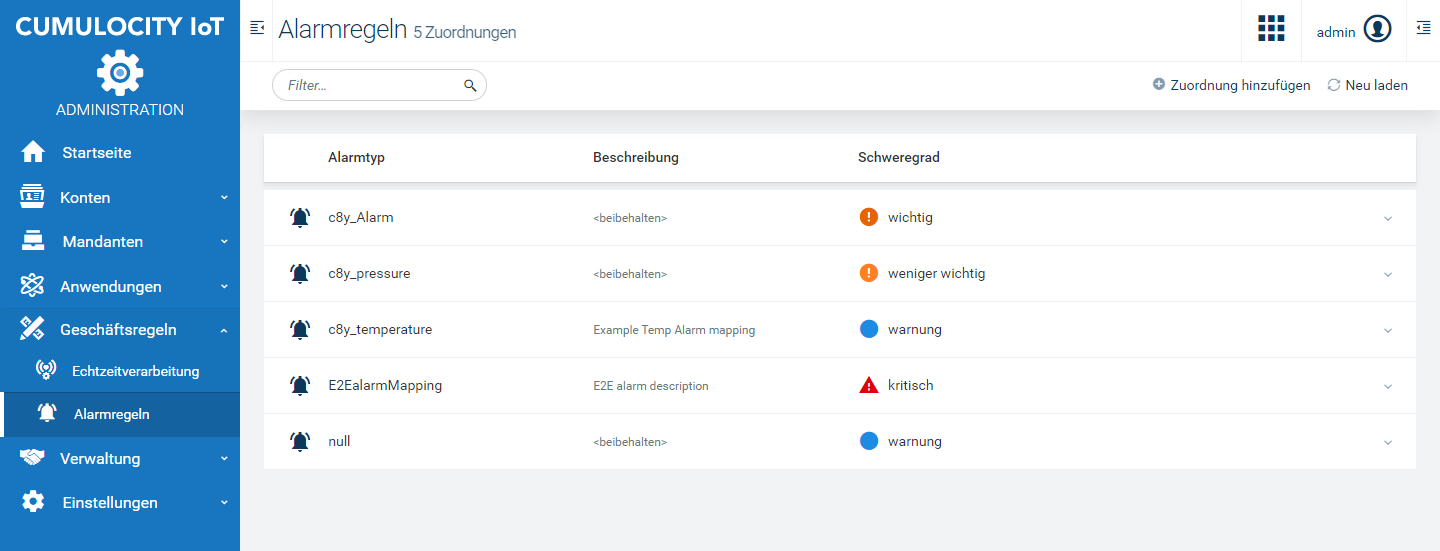 CUMULOCITY IoT
ADMINISTRATION
Startseite
Konten
Mandanten
Anwendungen
Geschäftsregeln
Echtzeitverarbeitung
Alarmregeln
Verwaltung
Einstellungen
Alarmregeln 5 Zuordnungen
admin
Filter...
Zuordnung hinzufügen Neu laden
Alarmtyp Beschreibung Schweregrad
c8y_Alarm <beibehalten> wichtig
c8y_pressure <beibehalten> weniger wichtig
c8y_temperature Example Temp Alarm mapping warnung
E2EalarmMapping E2E alarm description kritisch
null <beibehalten> warnung